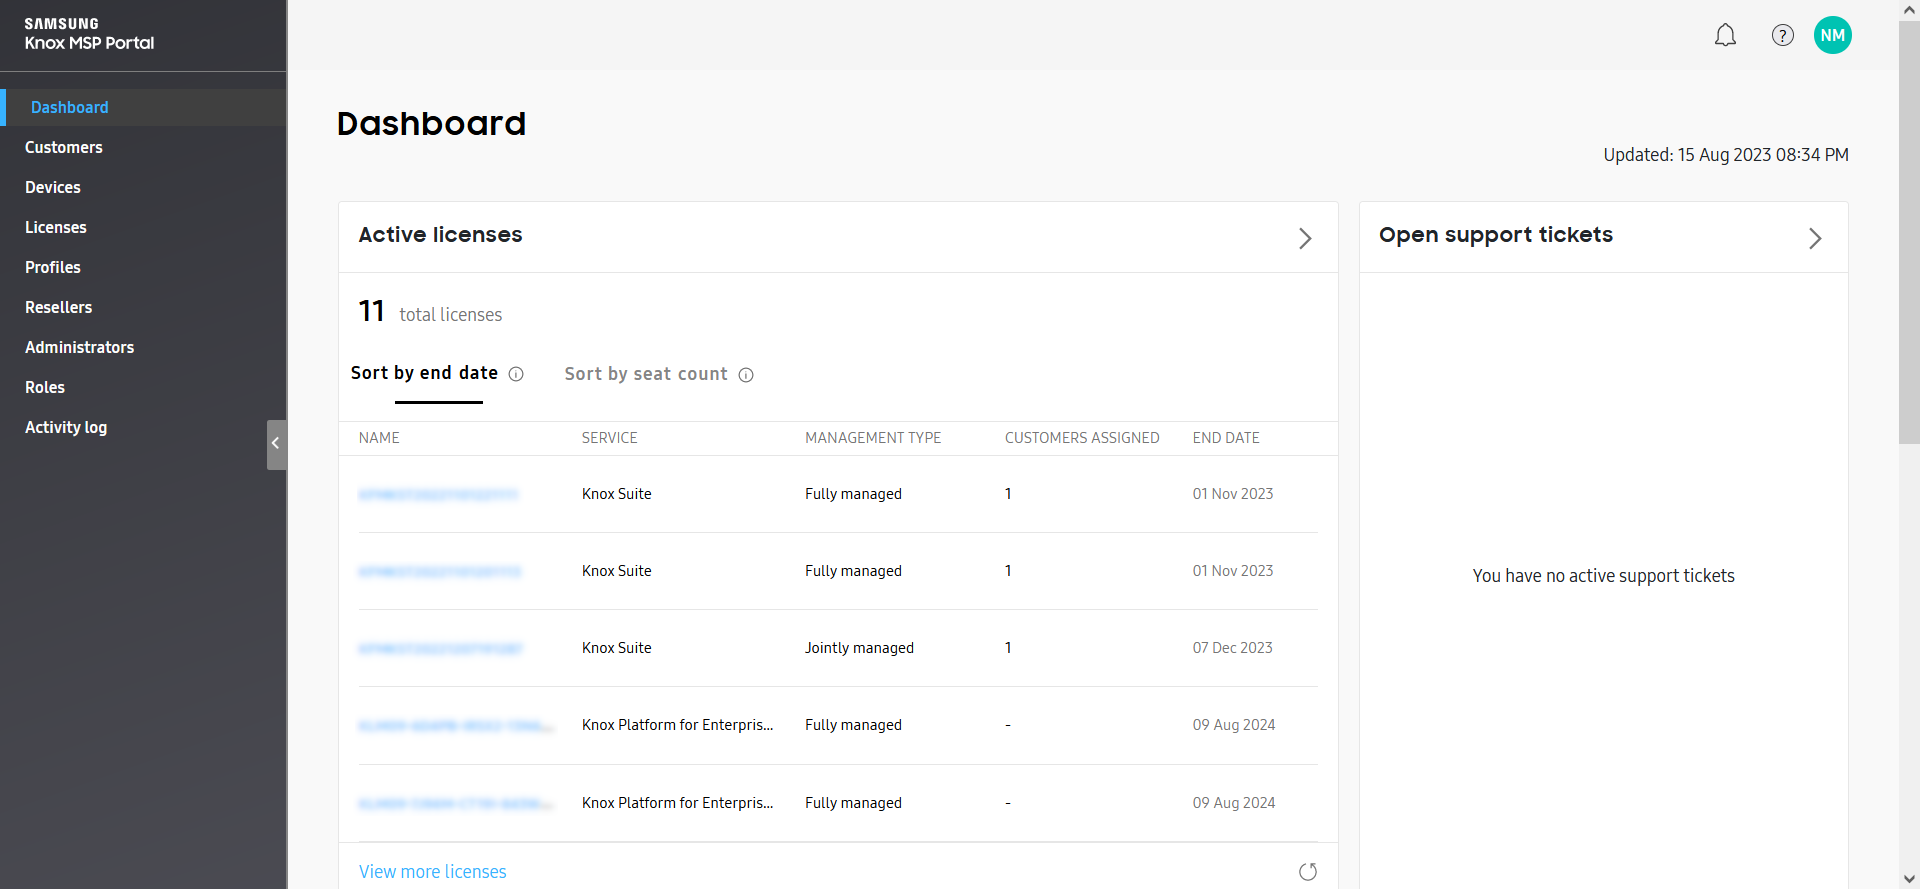 SAMSUNG
Knox MSP Portal
Dashboard
Customers
Devices
Licenses
Profiles
Resellers
Administrators
Roles
Activity log
?
NM
Dashboard
Updated: 15 Aug 2023 08:34 PM
Active licenses
11 total licenses
Sort by end date
Sort by seat count
NAME SERVICE MANAGEMENT TYPE CUSTOMERS ASSIGNED END DATE
Knox Suite Fully managed 1 01 Nov 2023
Knox Suite Fully managed 1 01 Nov 2023
Knox Suite Jointly managed 1 07 Dec 2023
Knox Platform for Enterpris... Fully managed - 09 Aug 2024
Knox Platform for Enterpris... Fully managed - 09 Aug 2024
View more licenses
Open support tickets
You have no active support tickets